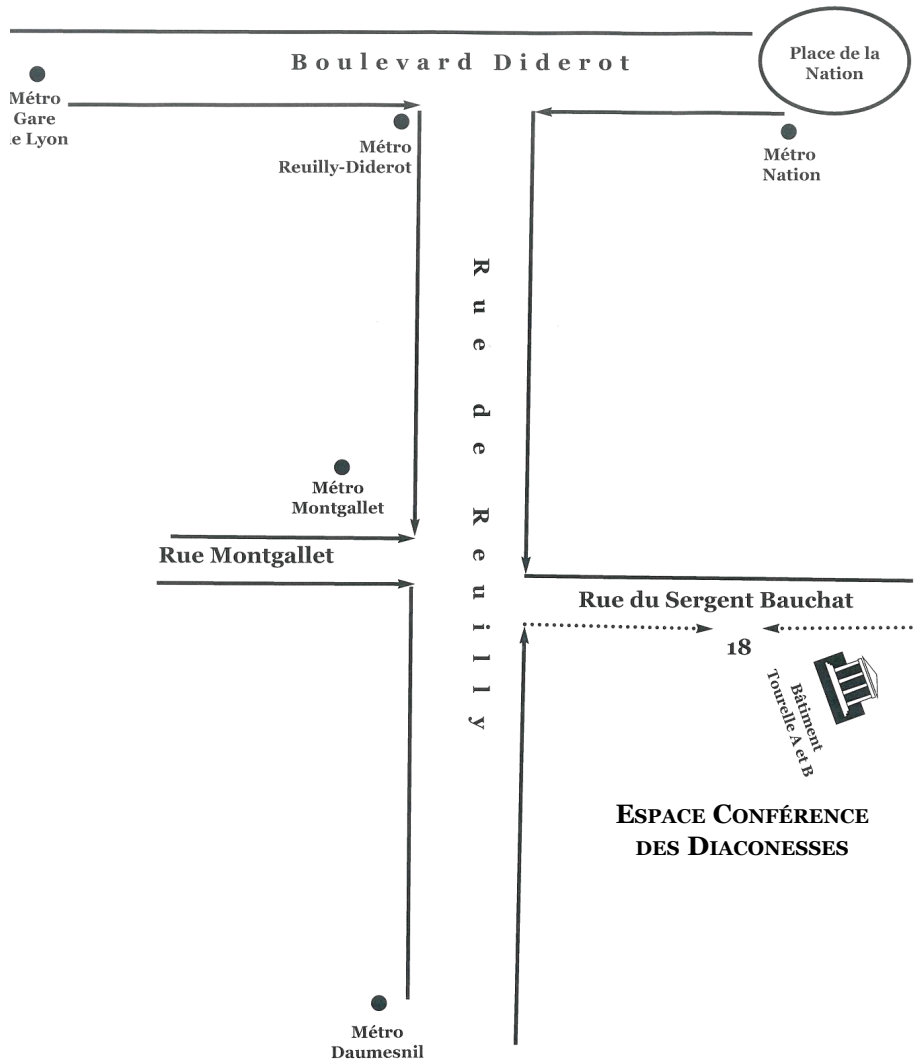 Boulevard Diderot
Place de la
Nation
Métro
Gare
e Lyon
Métro
Reuilly-Diderot
Métro
Nation
Rue de Reuilly
Métro
Montgallet
Rue Montgallet
Rue du Sergent Bauchat
18
Bâtiment
Tourelle A et B
ESPACE CONFÉRENCE
DES DIACONESSES
Métro
Daumesnil